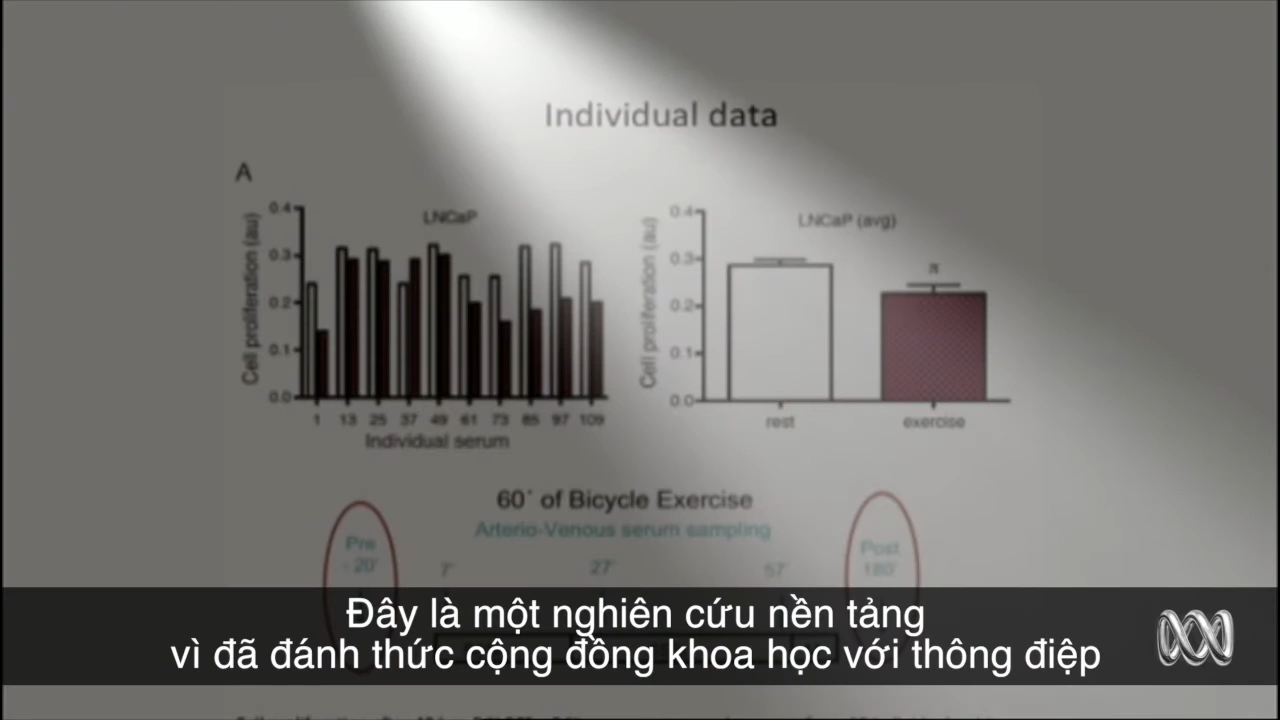 Individual data
A
LNCaP
0.4
0.3
0.2
0.1
0.0
Cell proliferation (au)
1 13 25 37 49 61 73 85 97 109
Individual serum
LNCaP (avg)
0.4
0.3
0.2
0.1
0.0
Cell proliferation (au)
rest exercise
60' of Bicycle Exercise
Arterio-Venous serum sampling
Pre
- 20'
7'
27'
57'
Post
180'
Đây là một nghiên cứu nền tảng
vì đã đánh thức cộng đồng khoa học với thông điệp